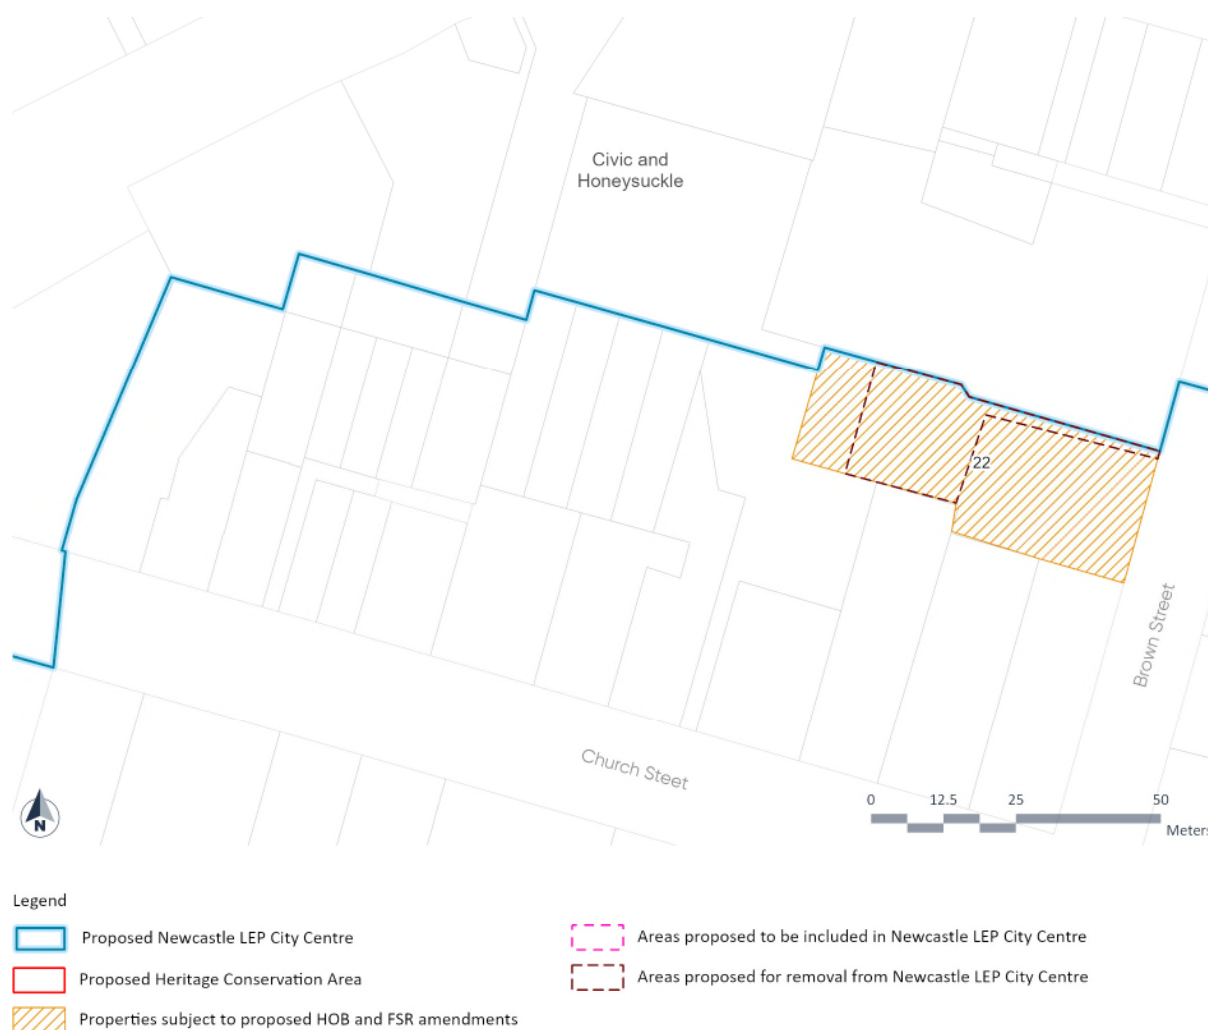 Civic and
Honeysuckle
22
Brown Street
Church Steet
N
0 12.5 25 50
Meters
Legend
Proposed Newcastle LEP City Centre
Areas proposed to be included in Newcastle LEP City Centre
Proposed Heritage Conservation Area
Areas proposed for removal from Newcastle LEP City Centre
Properties subject to proposed HOB and FSR amendments